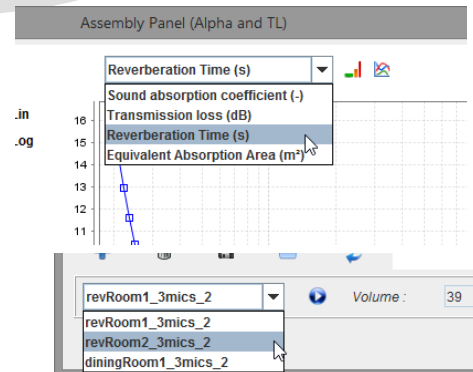 Assembly Panel (Alpha and TL)
Reverberation Time (s)
Sound absorption coefficient (-)
Transmission loss (dB)
Reverberation Time (s)
Equivalent Absorption Area (m²)
.in
.og
16
15
14
13
12
11
revRoom1_3mics_2
Volume :
39
revRoom1_3mics_2
revRoom2_3mics_2
diningRoom1_3mics_2